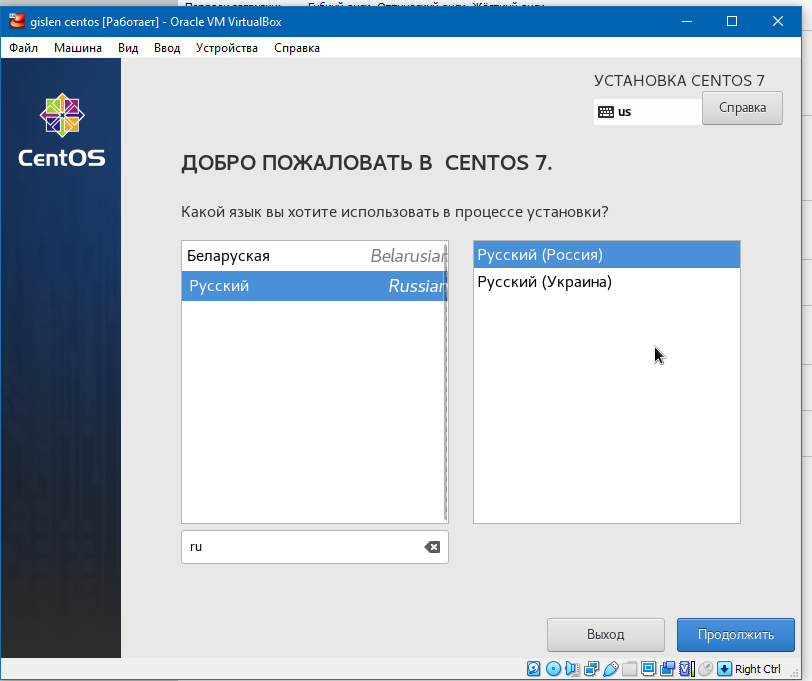 gislen centos [Работает] - Oracle VM VirtualBox
Файл Машина Вид Ввод Устройства Справка
УСТАНОВКА CENTOS 7
us
Справка
CentOS
ДОБРО ПОЖАЛОВАТЬ В CENTOS 7.
Какой язык вы хотите использовать в процессе установки?
Беларуская Belarusian
Русский Russian
Русский (Россия)
Русский (Украина)
ru
Выход
Продолжить
Right Ctrl